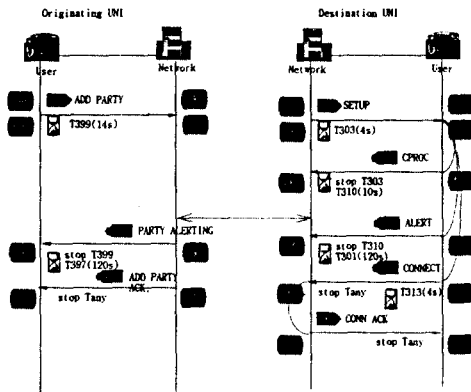 Originating UNI
Destination UNI
User
Network
Network
User
ADD PARTY
T399(14s)
PARTY ALERTING
stop T399
T397(120s)
ADD PARTY
ACK.
stop Tany
SETUP
T303(4s)
CPROC
stop T303
T310(10s)
ALERT
stop T310
T301(120s)
CONNECT
stop Tany
T313(4s)
CONN ACK
stop Tany